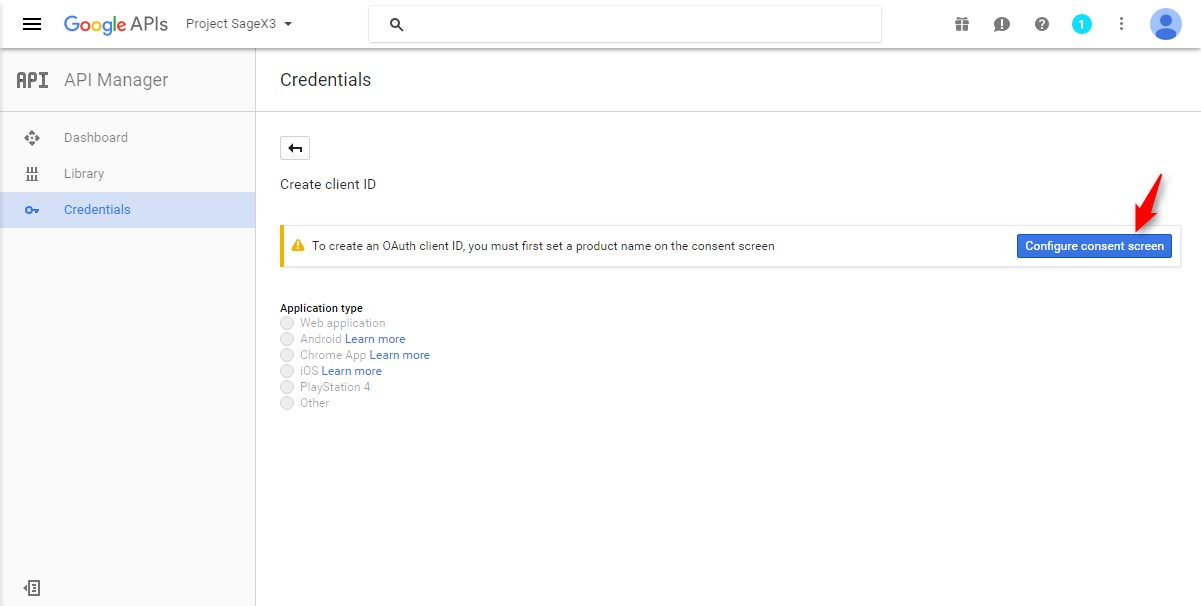 Google APIs Project SageX3 1
API API Manager
Credentials
Dashboard
Library
Credentials
Create client ID
To create an OAuth client ID, you must first set a product name on the consent screen Configure consent screen
Application type
Web application
Android Learn more
Chrome App Learn more
iOS Learn more
PlayStation 4
Other